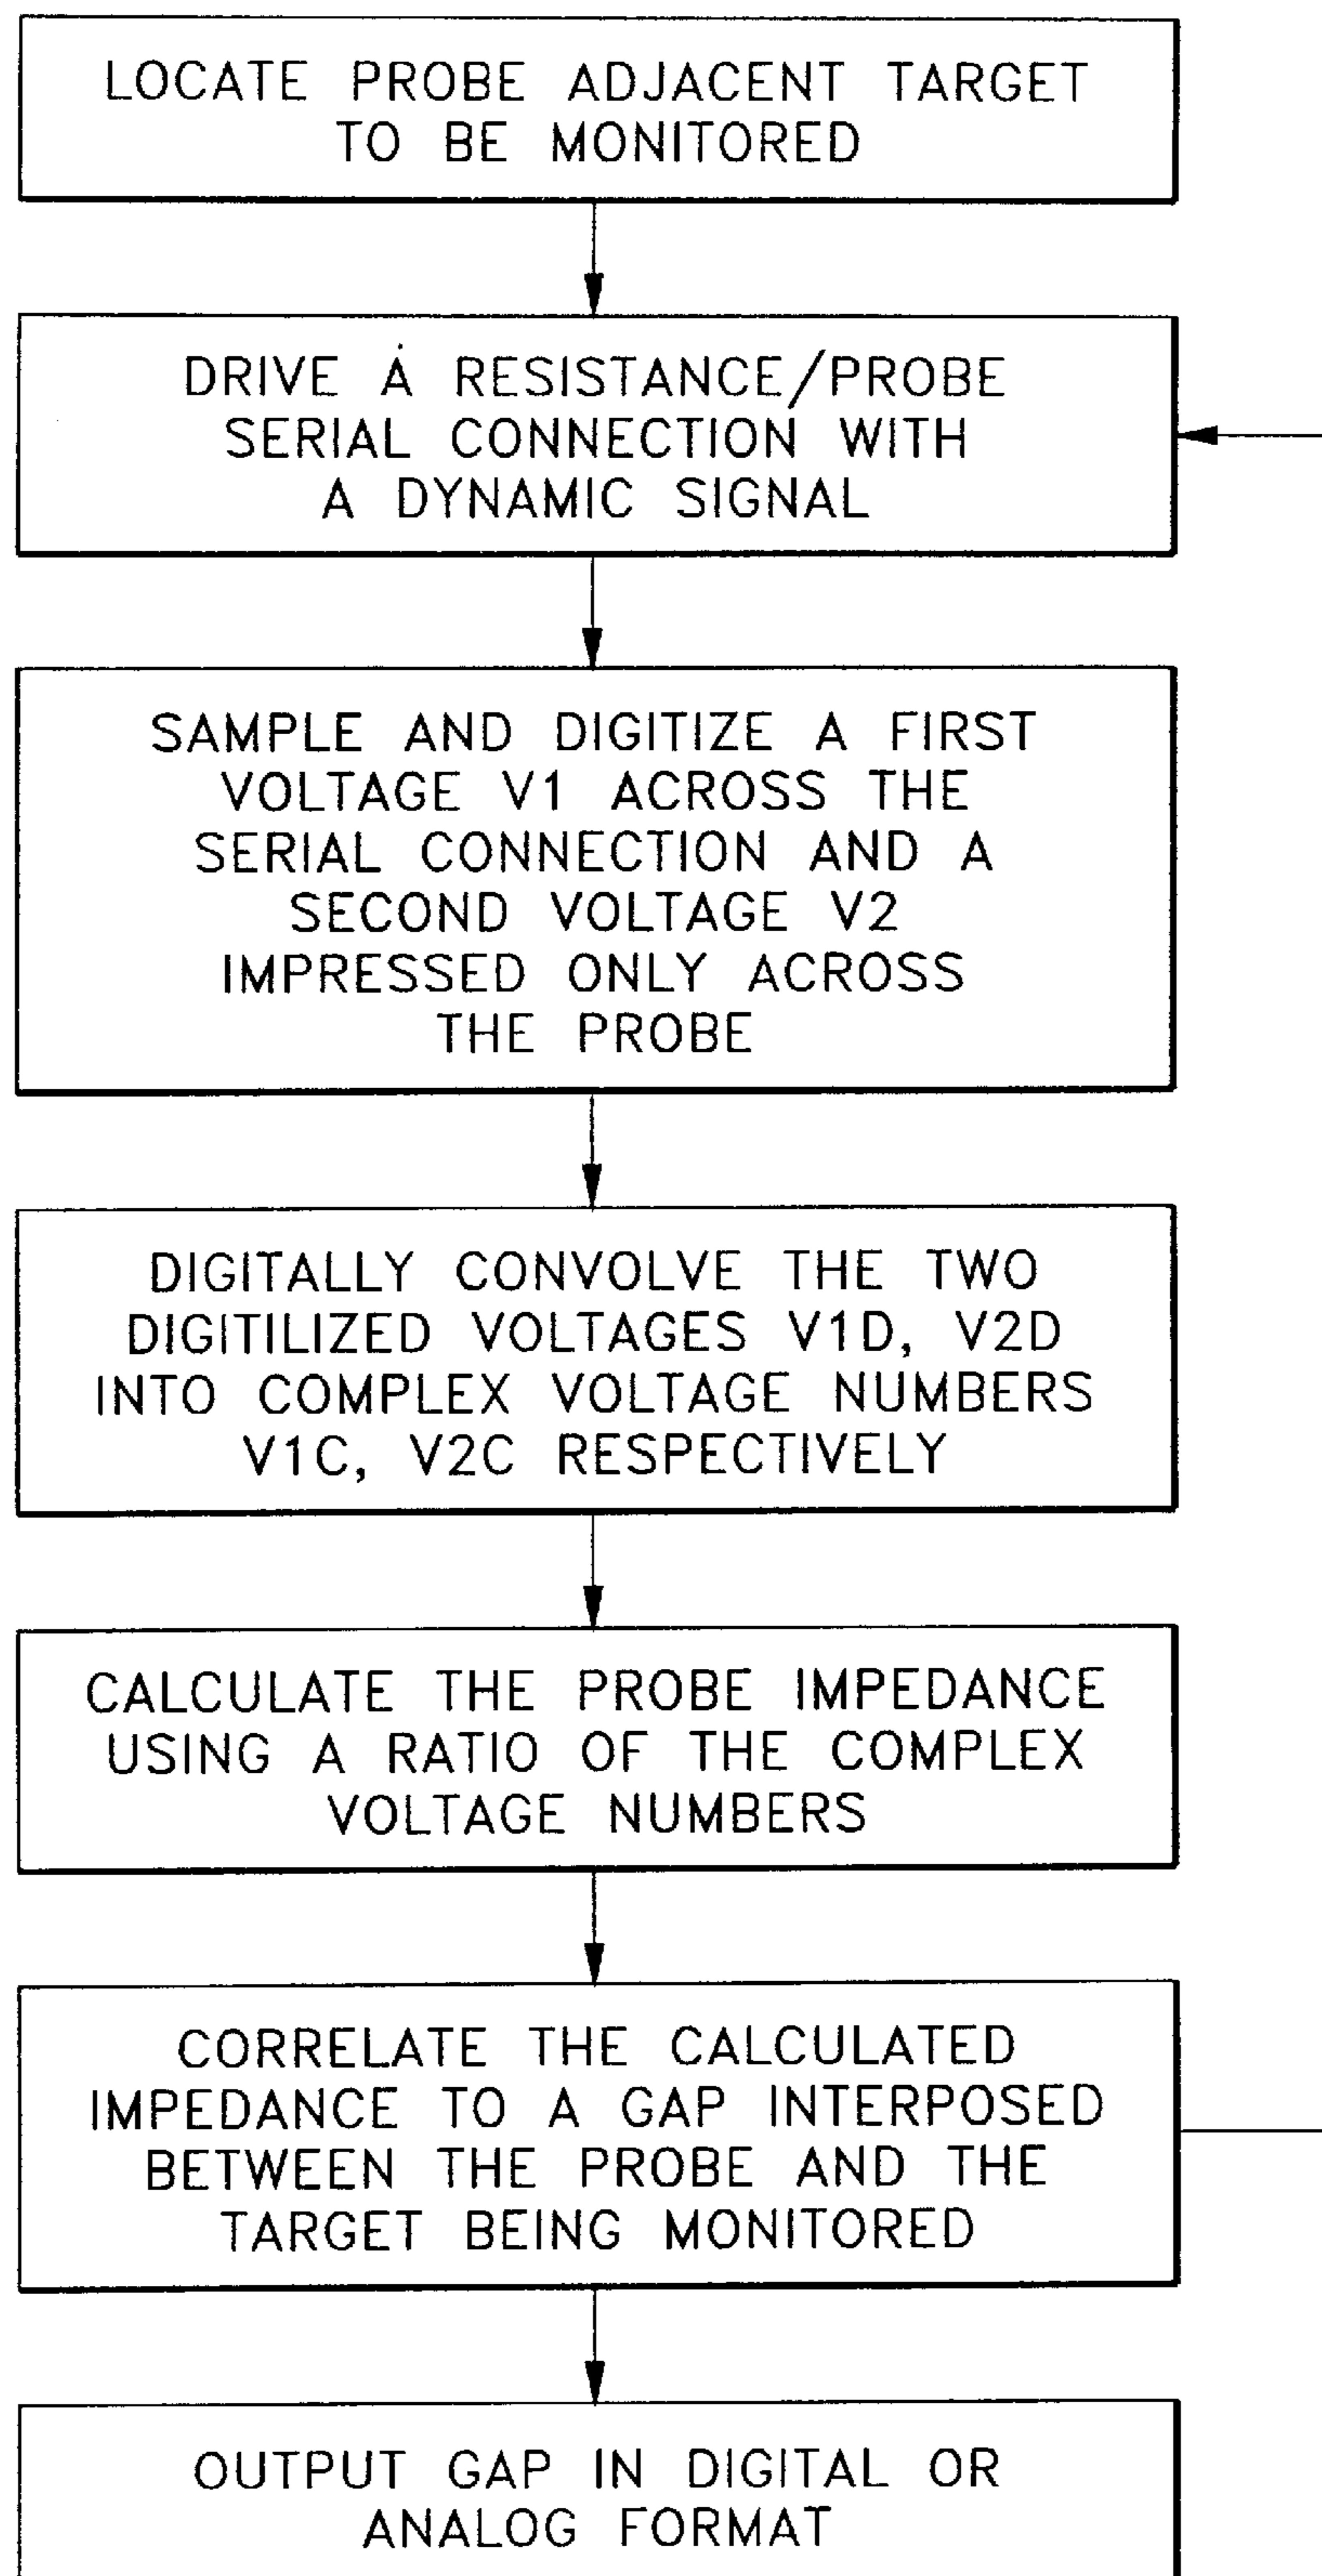 LOCATE PROBE ADJACENT TARGET
TO BE MONITORED
DRIVE A RESISTANCE/PROBE
SERIAL CONNECTION WITH
A DYNAMIC SIGNAL
SAMPLE AND DIGITIZE A FIRST
VOLTAGE V1 ACROSS THE
SERIAL CONNECTION AND A
SECOND VOLTAGE V2
IMPRESSED ONLY ACROSS
THE PROBE
DIGITALLY CONVOLVE THE TWO
DIGITILIZED VOLTAGES V1D, V2D
INTO COMPLEX VOLTAGE NUMBERS
V1C, V2C RESPECTIVELY
CALCULATE THE PROBE IMPEDANCE
USING A RATIO OF THE COMPLEX
VOLTAGE NUMBERS
CORRELATE THE CALCULATED
IMPEDANCE TO A GAP INTERPOSED
BETWEEN THE PROBE AND THE
TARGET BEING MONITORED
OUTPUT GAP IN DIGITAL OR
ANALOG FORMAT